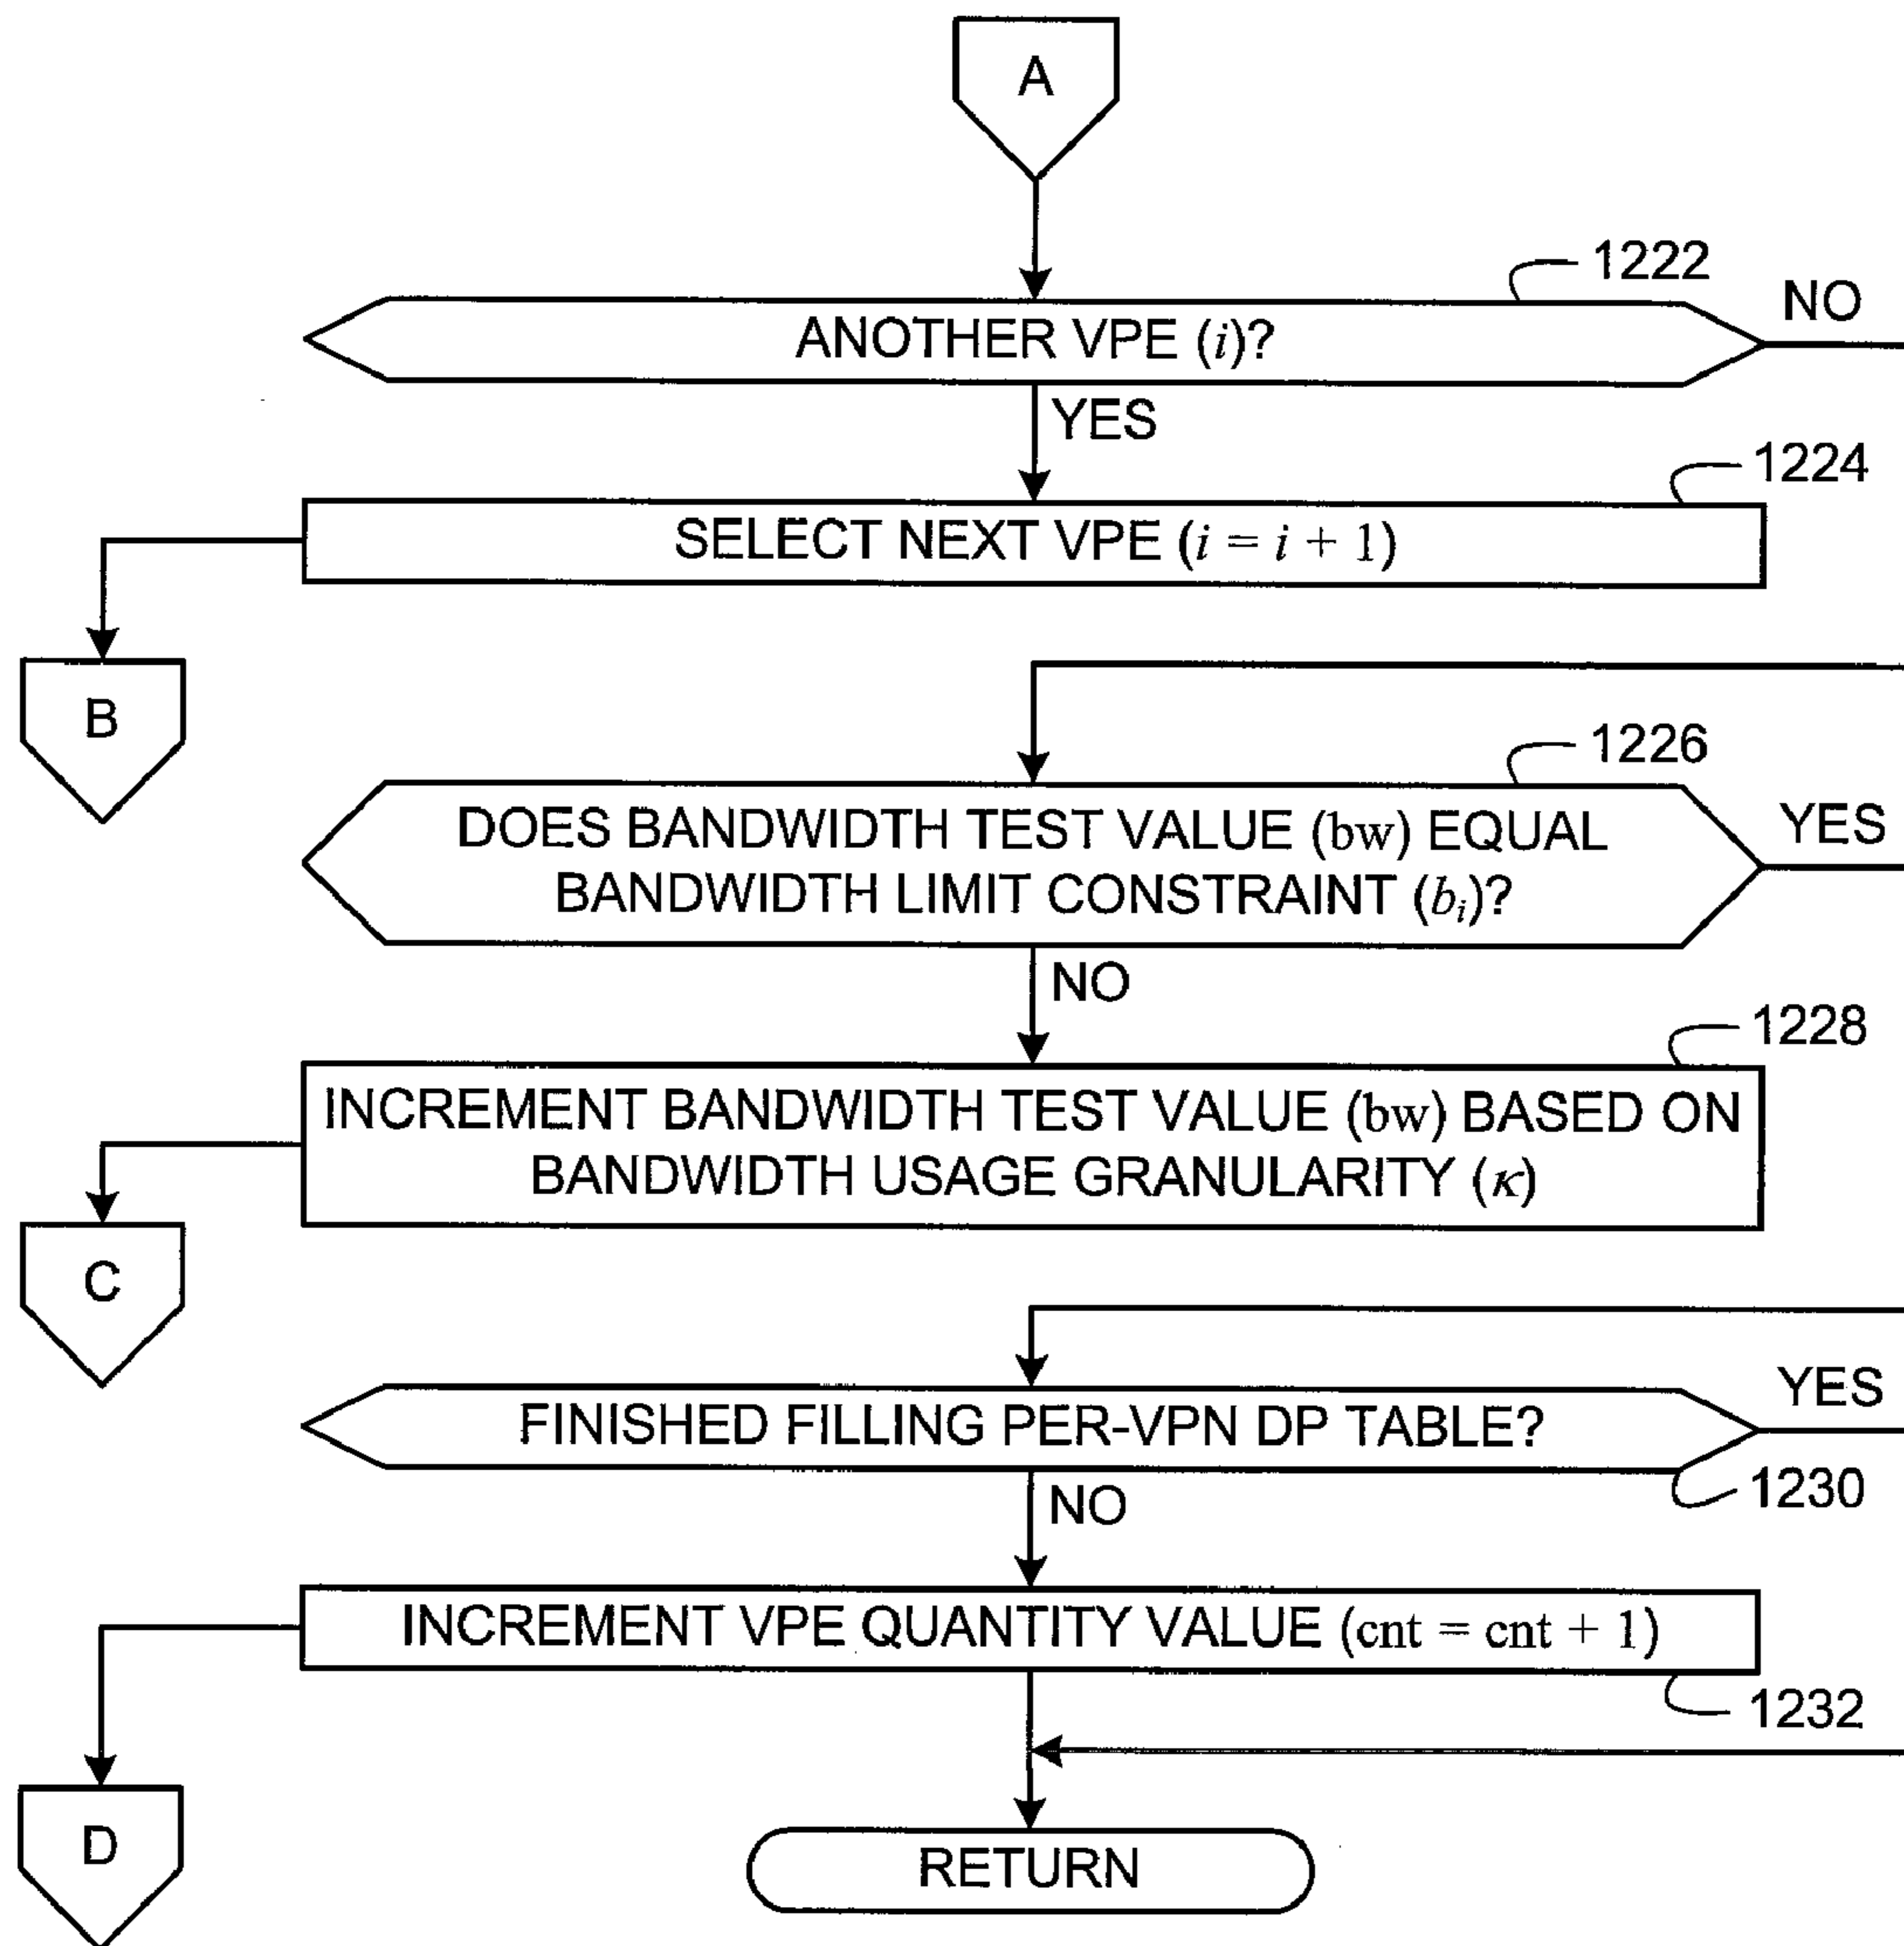 A
1222
NO
ANOTHER VPE (i)?
YES
1224
SELECT NEXT VPE (i = i + 1)
B
1226
YES
DOES BANDWIDTH TEST VALUE (bw) EQUAL
BANDWIDTH LIMIT CONSTRAINT (bᵢ)?
NO
1228
INCREMENT BANDWIDTH TEST VALUE (bw) BASED ON
BANDWIDTH USAGE GRANULARITY (κ)
C
YES
FINISHED FILLING PER-VPN DP TABLE?
1230
NO
INCREMENT VPE QUANTITY VALUE (cnt = cnt + 1)
1232
D
RETURN